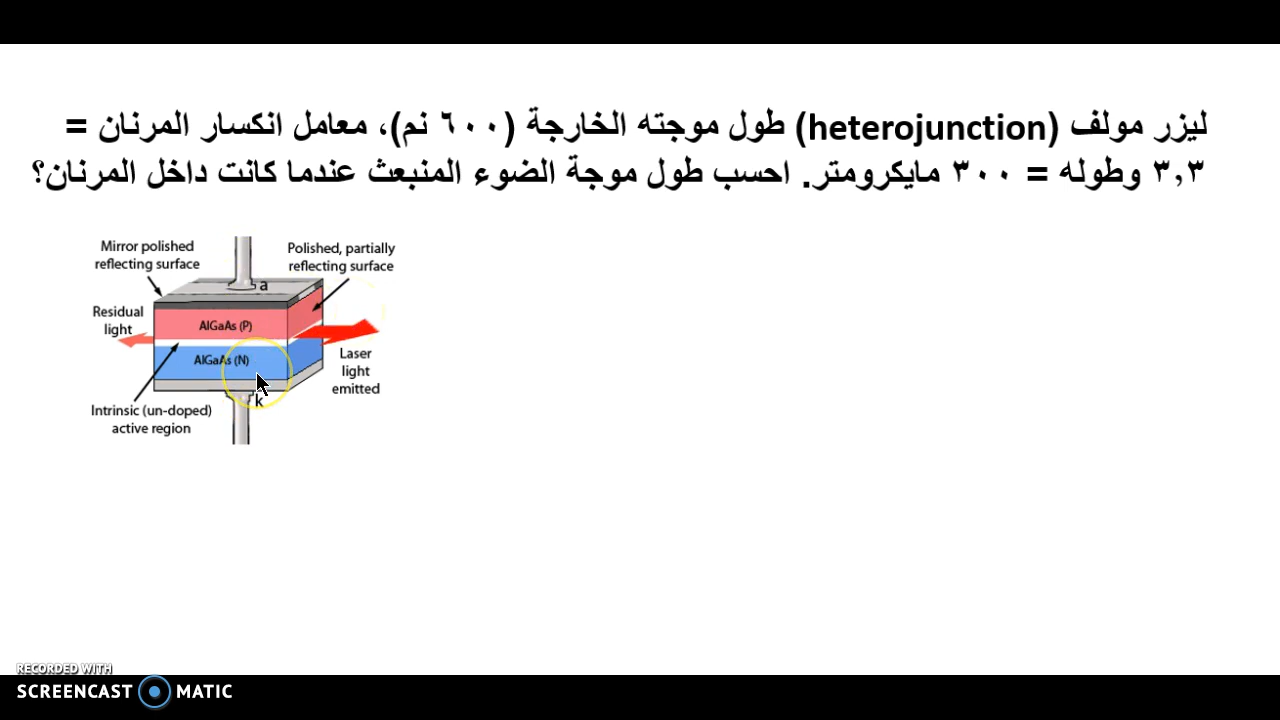 ليزر مولف (heterojunction) طول موجته الخارجة (٦٠٠ نم)، معامل انكسار المرنان =
٣,٣ وطوله = ٣٠٠ مايكرومتر. احسب طول موجة الضوء المنبعث عندما كانت داخل المرنان؟
Mirror polished
reflecting surface
Polished, partially
reflecting surface
a
Residual
light
AlGaAs (P)
AlGaAs (N)
Laser
light
emitted
k
Intrinsic (un-doped)
active region
RECORDED WITH
SCREENCAST MATIC